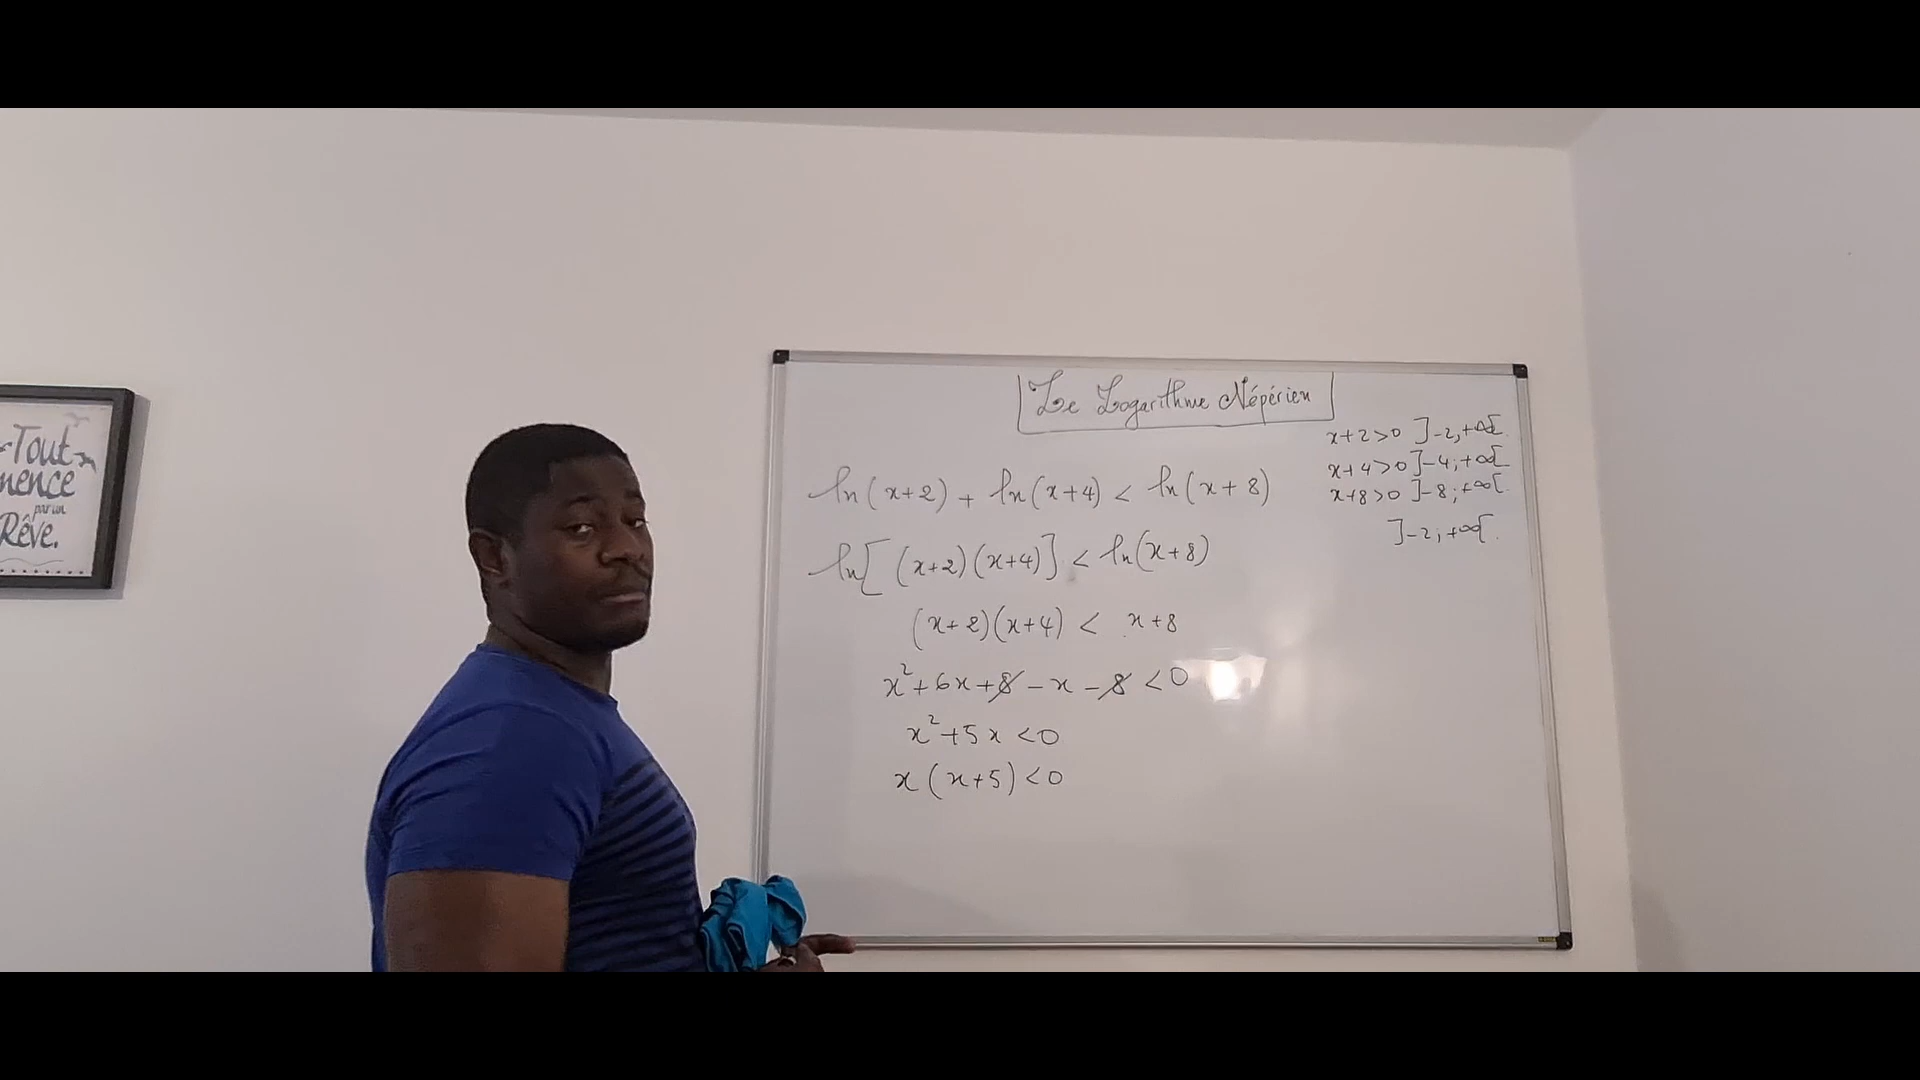 Tout
mence
par un
Rêve.
Le Logarithme Népérien
x+2>0 ]-2,+∞[
x+4>0 ]-4;+∞[
x+8>0 ]-8;+∞[
]-2;+∞[
ln(x+2) + ln(x+4) < ln(x+8)
ln[(x+2)(x+4)] < ln(x+8)
(x+2)(x+4) < x+8
x²+6x+8-x-8<0
x²+5x<0
x(x+5)<0